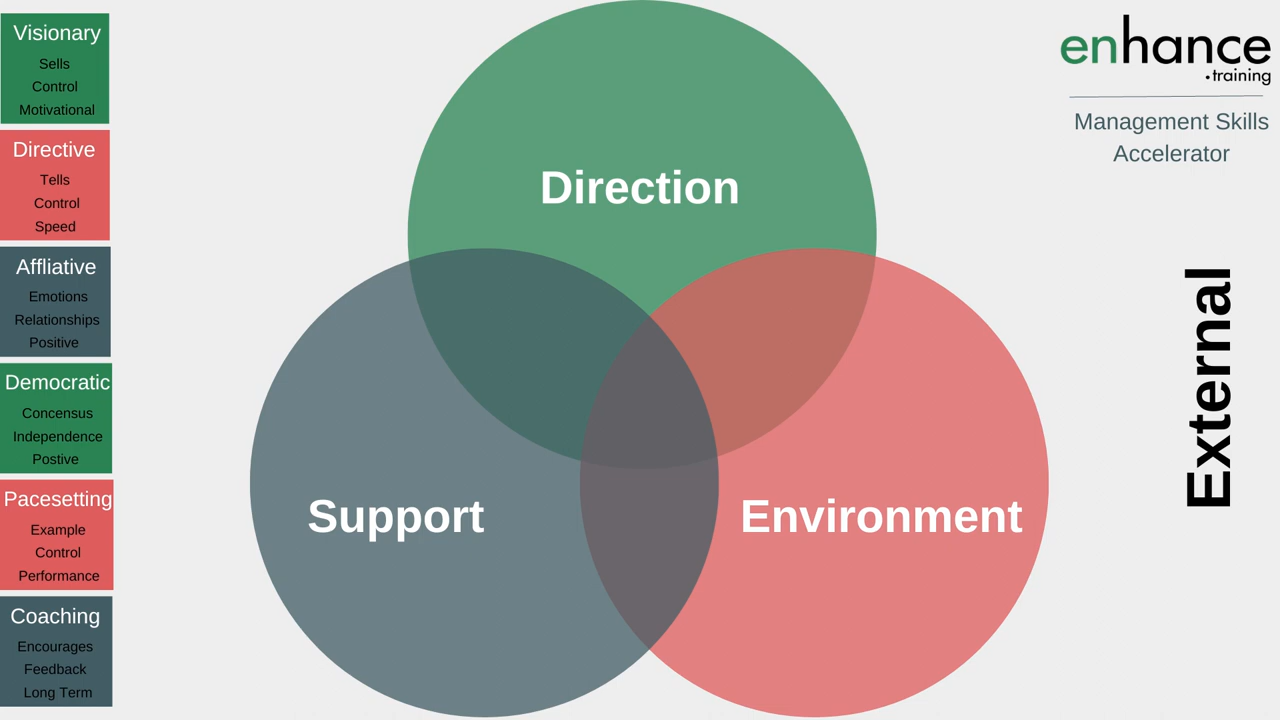 Visionary
Sells
Control
Motivational
Directive
Tells
Control
Speed
Affliative
Emotions
Relationships
Positive
Democratic
Concensus
Independence
Postive
Pacesetting
Example
Control
Performance
Coaching
Encourages
Feedback
Long Term
Direction
Support
Environment
enhance
•training
Management Skills
Accelerator
External